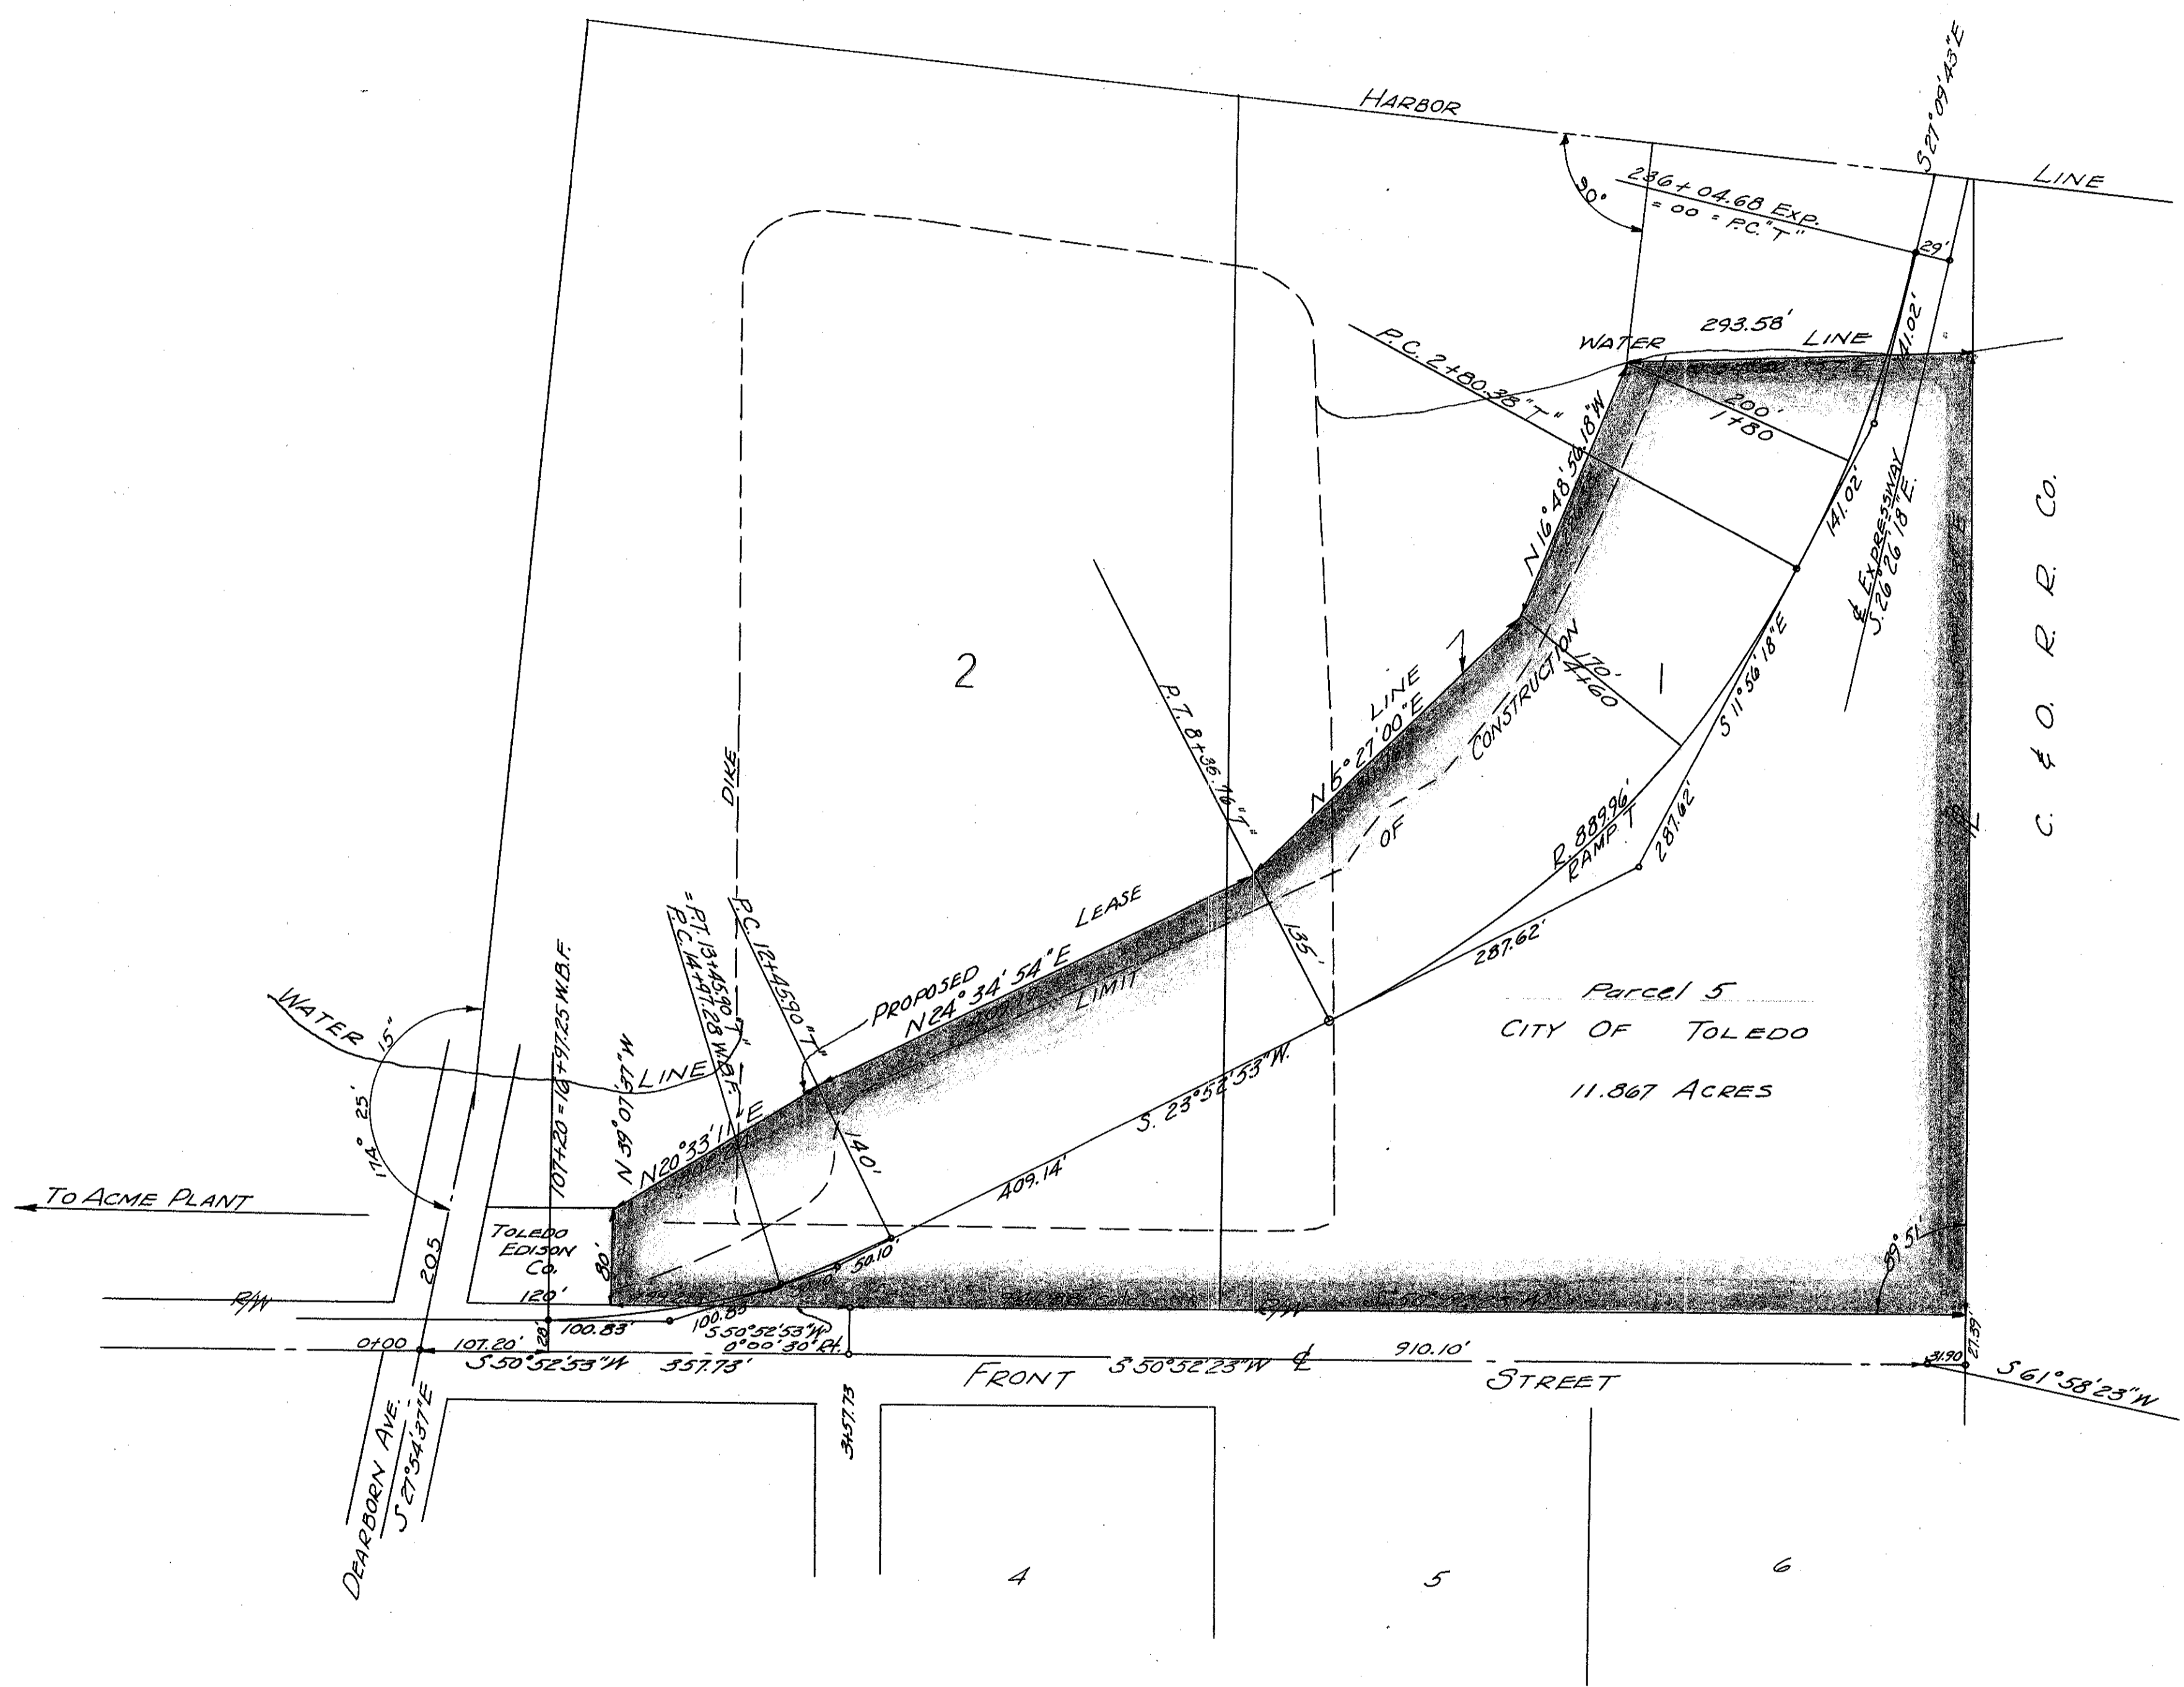 HARBOR
LINE
S 27° 09' 43" E
236 + 04.68 EXP.
= 00 = P.C. "T"
90°
29'
293.58'
WATER LINE
141.02'
P.C. 2+80.38 "T"
200'
1+80
N 16° 48' 56.18" W
141.02'
℄ EXPRESSWAY
S. 26° 26' 18" E.
C. & O. R. R. Co.
2
1
170'
4+60
LINE
N 5° 27' 00" E
CONSTRUCTION
OF
LIMIT
S 11° 56' 18" E
P.T. 8+36.76 "T"
R. 889.96'
RAMP T
287.62'
287.62'
135'
DIKE
LEASE
PROPOSED
N 24° 34' 54" E
P.C. 12+45.90 "T"
= P.T. 13+45.90 "T"
P.C. 14+97.28 W.B.F.
107+20 = 16+97.25 W.B.F.
N 39° 07' 37" W
N 20° 33' 11" E
WATER
LINE
174° 25' 15"
140'
S. 23° 52' 53" W.
409.14'
Parcel 5
CITY OF TOLEDO
11.867 ACRES
89° 51'
TO ACME PLANT
TOLEDO
EDISON
CO.
80'
120'
205
50.10'
R/W
R/W
100.83'
100.83'
28'
S 50° 52' 53" W
0° 00' 30" Rt.
0+00
107.20'
S 50° 52' 53" W
357.73'
FRONT
S 50° 52' 23" W ℄
910.10'
STREET
31.90
27.39'
S 61° 58' 23" W
3+57.73
DEARBORN AVE.
S 27° 54' 37" E
4
5
6